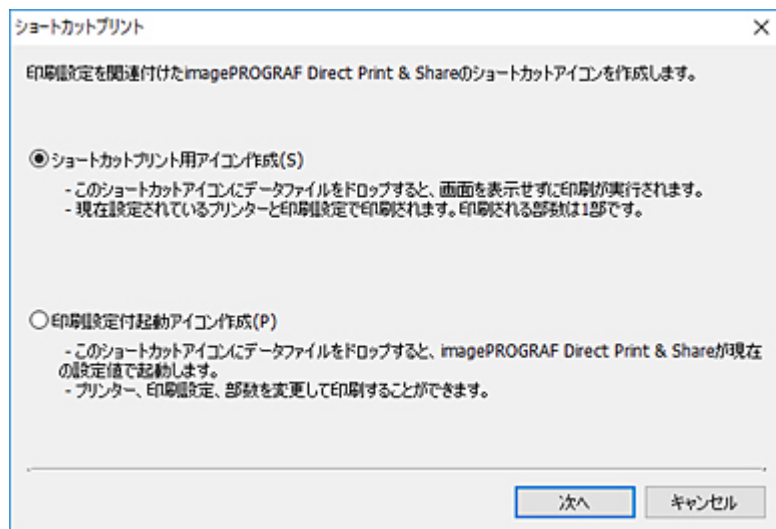 ショートカットプリント
印刷設定を関連付けたimagePROGRAF Direct Print & Shareのショートカットアイコンを作成します。
ショートカットプリント用アイコン作成(S)
- このショートカットアイコンにデータファイルをドロップすると、画面を表示せずに印刷が実行されます。
- 現在設定されているプリンターと印刷設定で印刷されます。印刷される部数は1部です。
印刷設定付起動アイコン作成(P)
- このショートカットアイコンにデータファイルをドロップすると、imagePROGRAF Direct Print & Shareが現在
の設定値で起動します。
- プリンター、印刷設定、部数を変更して印刷することができます。
次へ
キャンセル